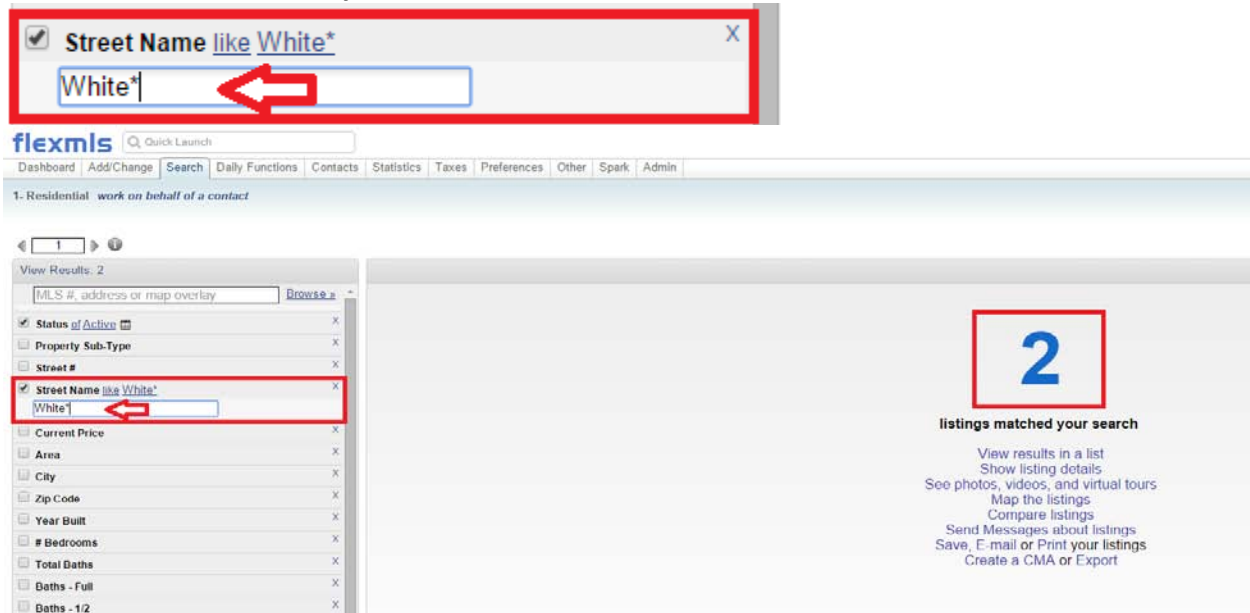 Street Name like White* X
White*
flexmls Quick Launch
Dashboard Add/Change Search Daily Functions Contacts Statistics Taxes Preferences Other Spark Admin
1- Residential work on behalf of a contact
1
View Results: 2
MLS #, address or map overlay Browse »
Status of Active X
Property Sub-Type X
Street # X
Street Name like White* X
White*
Current Price X
Area X
City X
Zip Code X
Year Built X
# Bedrooms X
Total Baths X
Baths - Full X
Baths - 1/2 X
2
listings matched your search
View results in a list
Show listing details
See photos, videos, and virtual tours
Map the listings
Compare listings
Send Messages about listings
Save, E-mail or Print your listings
Create a CMA or Export